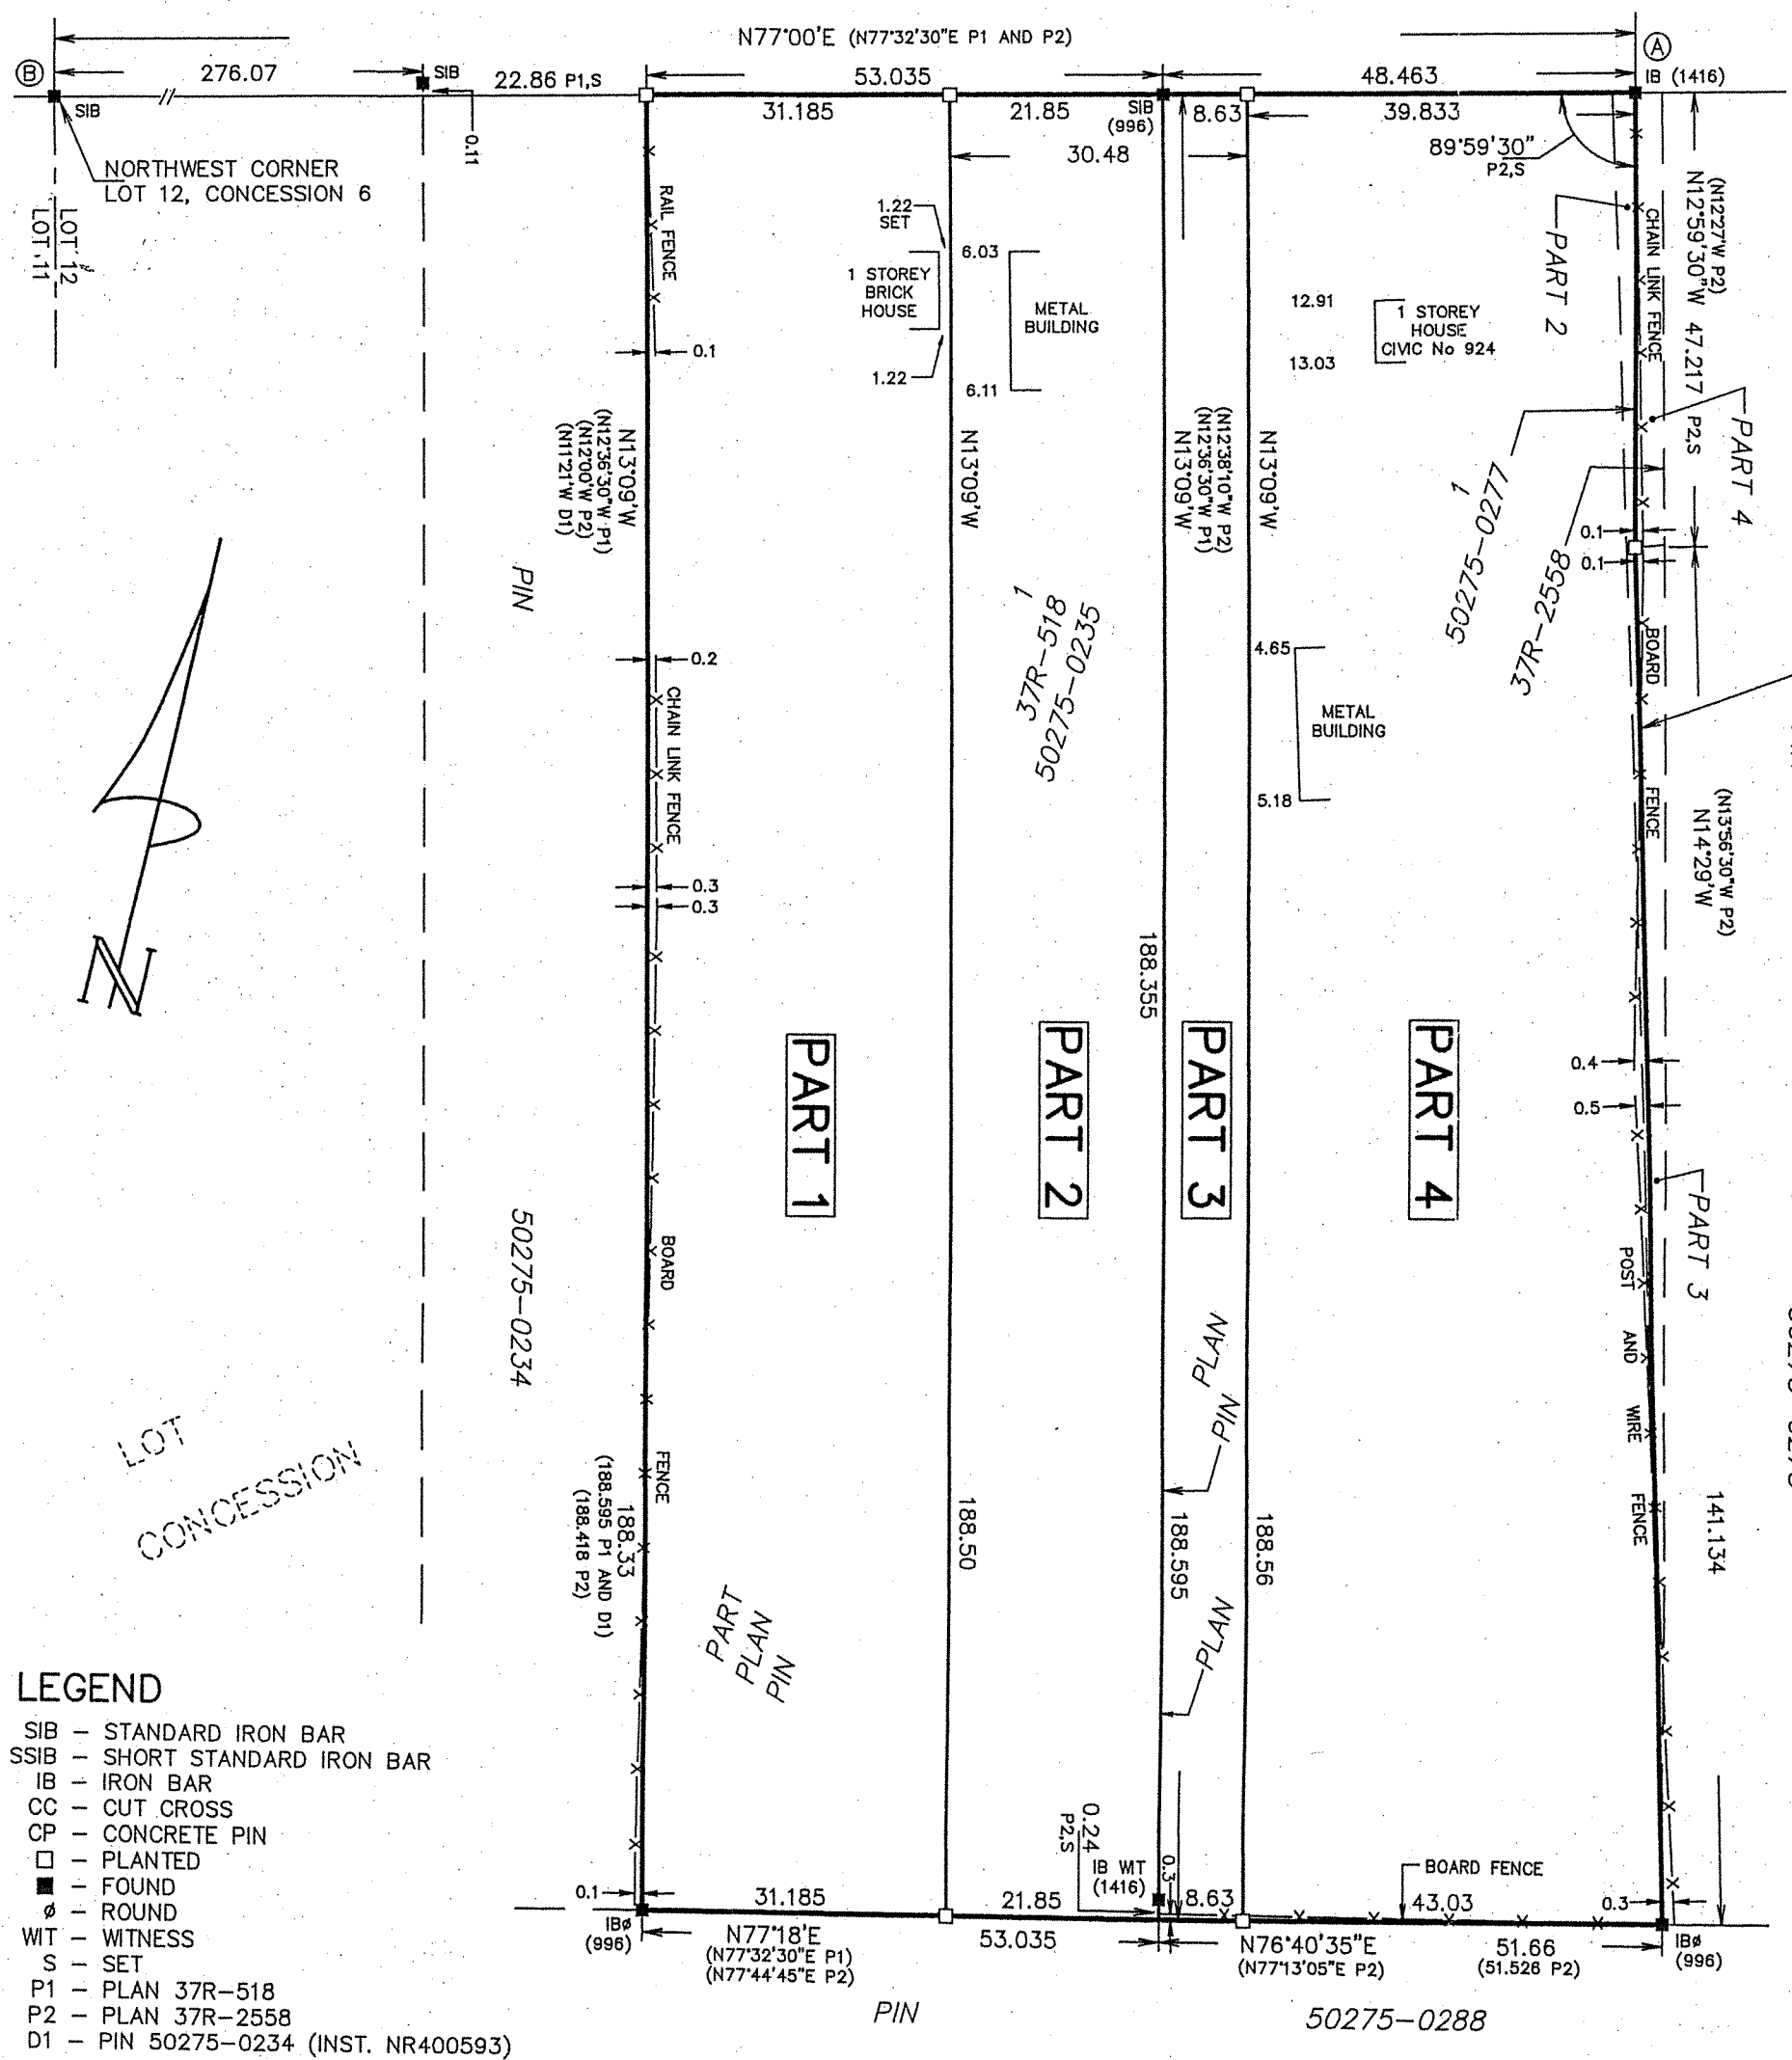 N77°00'E (N77°32'30"E P1 AND P2)
A
B
276.07
SIB
22.86 P1,S
53.035
48.463
IB (1416)
SIB
0.11
31.185
21.85
SIB
(996)
8.63
39.833
30.48
89°59'30"
P2,S
NORTHWEST CORNER
LOT 12, CONCESSION 6
LOT 12
LOT 11
RAIL FENCE
1.22
SET
6.03
1 STOREY
BRICK
HOUSE
METAL
BUILDING
1.22
6.11
0.1
12.91
1 STOREY
HOUSE
CIVIC No 924
13.03
PART 2
CHAIN LINK FENCE
(N12°27'W P2)
N12°59'30"W 47.217 P2,S
PART 4
N13°09'W
(N12°36'30"W P1)
(N12°00'W P2)
(N11°21'W D1)
N13°09'W
(N12°38'10"W P2)
(N12°36'30"W P1)
N13°09'W
N13°09'W
1
50275-0277
37R-2558
0.1
0.1
PIN
1
37R-518
50275-0235
0.2
CHAIN LINK FENCE
0.3
0.3
4.65
METAL
BUILDING
5.18
BOARD
FENCE
(N13°56'30"W P2)
N14°29'W
188.355
N
PART 1
PART 2
PART 3
PART 4
0.4
0.5
PART 3
50275-0234
BOARD
FENCE
POST AND WIRE FENCE
PLAN
PIN
LOT
CONCESSION
188.33
(188.595 P1 AND D1)
(188.418 P2)
188.50
188.595
188.56
141.134
PART
PLAN
PIN
PLAN
LEGEND
SIB – STANDARD IRON BAR
SSIB – SHORT STANDARD IRON BAR
IB – IRON BAR
CC – CUT CROSS
CP – CONCRETE PIN
□ – PLANTED
■ – FOUND
ø – ROUND
WIT – WITNESS
S – SET
P1 – PLAN 37R-518
P2 – PLAN 37R-2558
D1 – PIN 50275-0234 (INST. NR400593)
0.24
P2,S
IB WIT
(1416)
0.3
BOARD FENCE
0.1
31.185
21.85
8.63
43.03
0.3
IBø
(996)
N77°18'E
(N77°32'30"E P1)
(N77°44'45"E P2)
53.035
N76°40'35"E
(N77°13'05"E P2)
51.66
(51.526 P2)
IBø
(996)
PIN
50275-0288